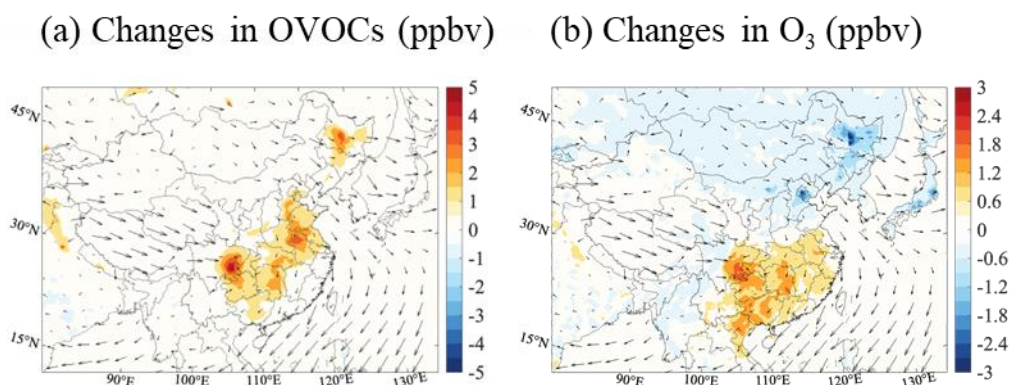 (a) Changes in OVOCs (ppbv)
(b) Changes in O₃ (ppbv)
45°N
30°N
15°N
90°E 100°E 110°E 120°E 130°E
5
4
3
2
1
0
-1
-2
-3
-4
-5
45°N
30°N
15°N
90°E 100°E 110°E 120°E 130°E
3
2.4
1.8
1.2
0.6
0
-0.6
-1.2
-1.8
-2.4
-3